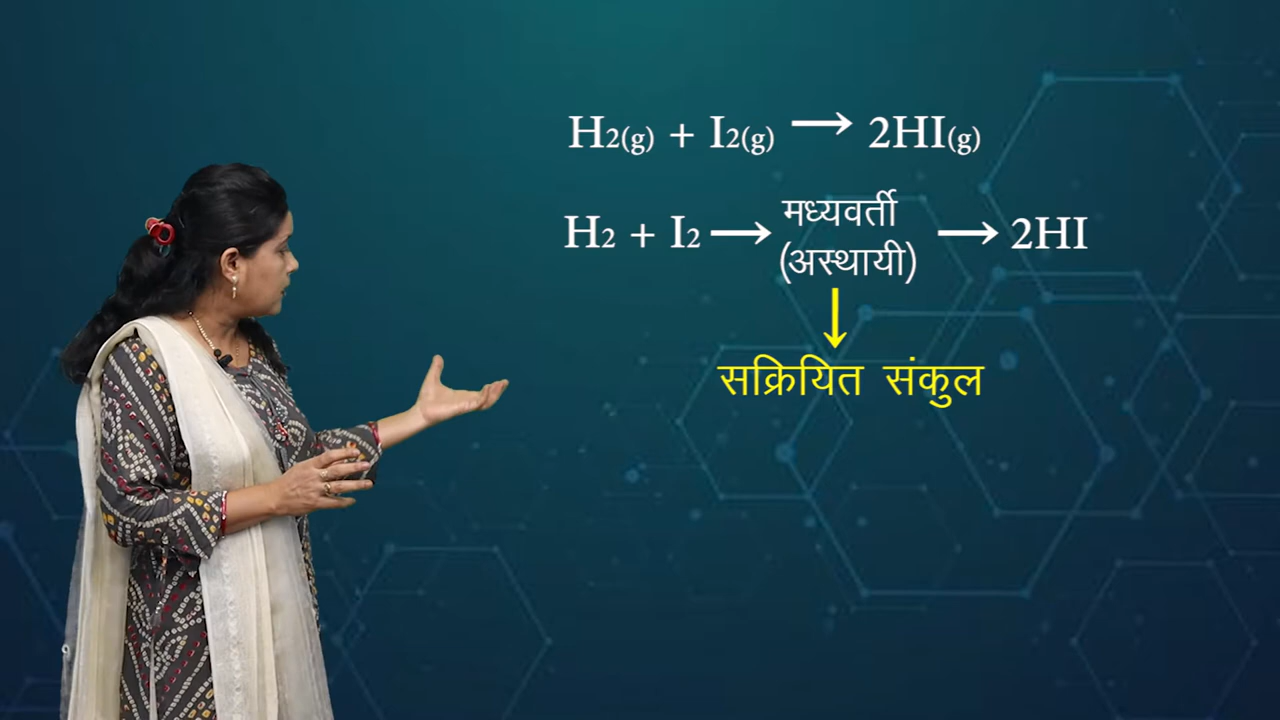 H2(g) + I2(g) → 2HI(g)
H2 + I2 → मध्यवर्ती (अस्थायी) → 2HI
↓
सक्रियित संकुल